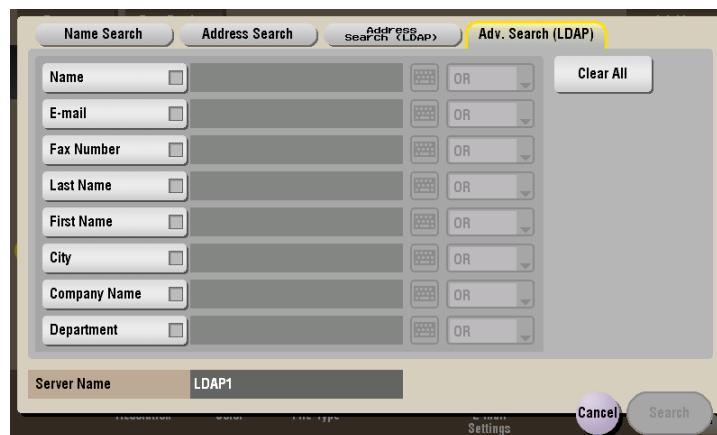 Name Search
Address Search
Address
Search (LDAP)
Adv. Search (LDAP)
Name
OR
Clear All
E-mail
OR
Fax Number
OR
Last Name
OR
First Name
OR
City
OR
Company Name
OR
Department
OR
Server Name
LDAP1
Cancel
Search
Settings